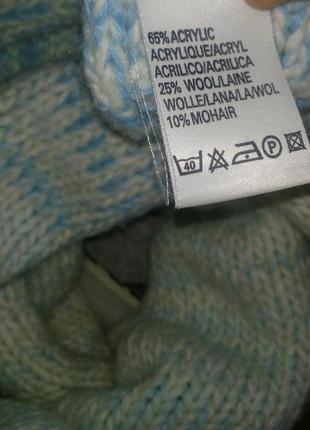 65% ACRYLIC
ACRYLIQUE/ACRYL
ACRILICO/ACRILICA
25% WOOL/LAINE
WOLLE/LANA/LA/WOL
10% MOHAIR
40 P